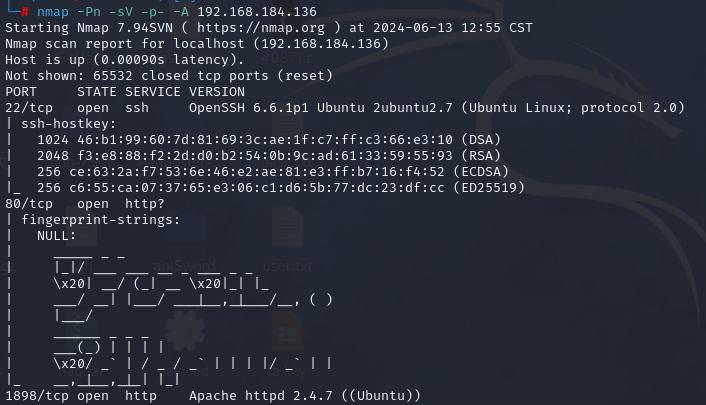 └─# nmap -Pn -sV -p- -A 192.168.184.136
Starting Nmap 7.94SVN ( https://nmap.org ) at 2024-06-13 12:55 CST
Nmap scan report for localhost (192.168.184.136)
Host is up (0.00090s latency).
Not shown: 65532 closed tcp ports (reset)
PORT     STATE SERVICE VERSION
22/tcp   open  ssh     OpenSSH 6.6.1p1 Ubuntu 2ubuntu2.7 (Ubuntu Linux; protocol 2.0)
| ssh-hostkey:
|   1024 46:b1:99:60:7d:81:69:3c:ae:1f:c7:ff:c3:66:e3:10 (DSA)
|   2048 f3:e8:88:f2:2d:d0:b2:54:0b:9c:ad:61:33:59:55:93 (RSA)
|   256 ce:63:2a:f7:53:6e:46:e2:ae:81:e3:ff:b7:16:f4:52 (ECDSA)
|_  256 c6:55:ca:07:37:65:e3:06:c1:d6:5b:77:dc:23:df:cc (ED25519)
80/tcp   open  http?
| fingerprint-strings:
|   NULL:
|     _____ _ _
|     |_|/ ___ ___ __ _ ___ _ _
|     \x20| __/ (_| __ \x20|_| |_
|     ___/ __| |___/ ___|__,_|___/__, ( )
|     |___/
|     ______ _ _ _
|     ___(_) | | | |
|     \x20/ _` | / _ / _` | | | |/ _` | |
|_    __,_|__,_|_| |_|
1898/tcp open  http    Apache httpd 2.4.7 ((Ubuntu))
user.txt